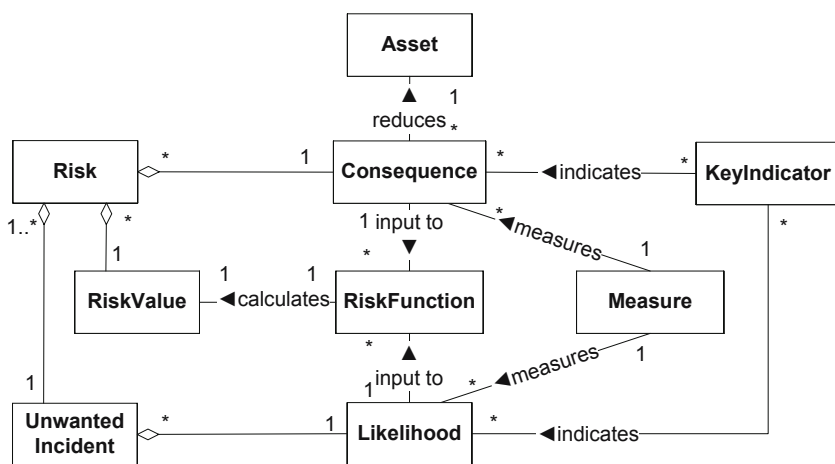 Asset
1
reduces
*
Risk
*
1
Consequence
*
indicates
*
KeyIndicator
1..*
*
1
input to
*
measures
*
1
1
1
calculates
1
*
RiskValue
RiskFunction
Measure
*
1
input to
measures
1
*
1
Unwanted
Incident
*
1
Likelihood
*
indicates